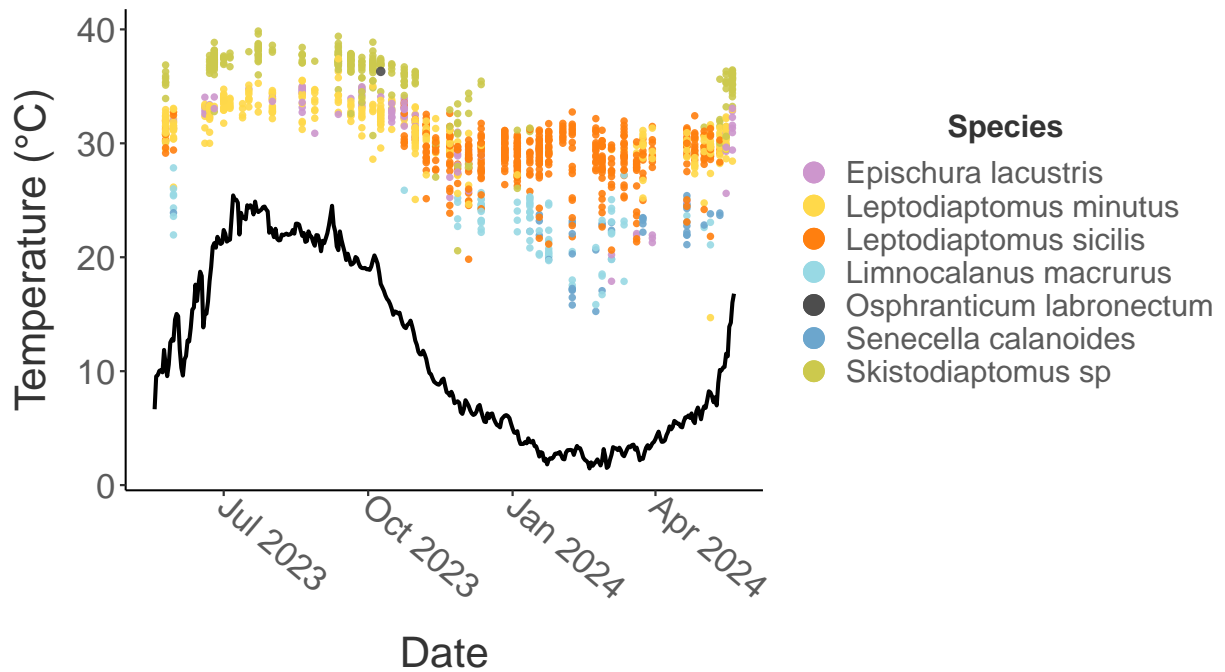 Temperature (°C)
40
30
20
10
0
Jul 2023
Oct 2023
Jan 2024
Apr 2024
Date
Species
Epischura lacustris
Leptodiaptomus minutus
Leptodiaptomus sicilis
Limnocalanus macrurus
Osphranticum labronectum
Senecella calanoides
Skistodiaptomus sp